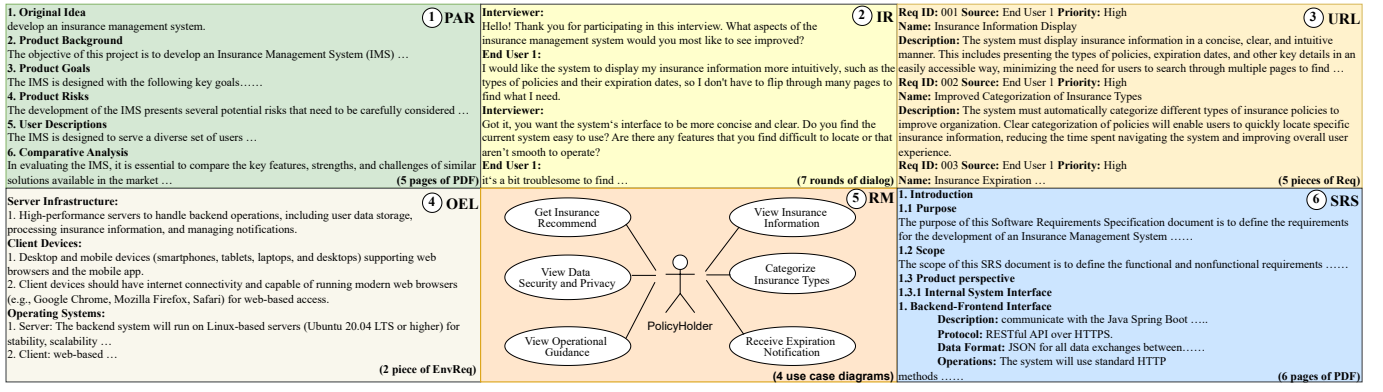 1. Original Idea
① PAR
develop an insurance management system.
2. Product Background
The objective of this project is to develop an Insurance Management System (IMS) …
3. Product Goals
The IMS is designed with the following key goals……
4. Product Risks
The development of the IMS presents several potential risks that need to be carefully considered …
5. User Descriptions
The IMS is designed to serve a diverse set of users …
6. Comparative Analysis
In evaluating the IMS, it is essential to compare the key features, strengths, and challenges of similar
solutions available in the market …
(5 pages of PDF)
Interviewer:
② IR
Hello! Thank you for participating in this interview. What aspects of the
insurance management system would you most like to see improved?
End User 1:
I would like the system to display my insurance information more intuitively, such as the
types of policies and their expiration dates, so I don't have to flip through many pages to
find what I need.
Interviewer:
Got it, you want the system‘s interface to be more concise and clear. Do you find the
current system easy to use? Are there any features that you find difficult to locate or that
aren’t smooth to operate?
End User 1:
it‘s a bit troublesome to find …
(7 rounds of dialog)
Req ID: 001 Source: End User 1 Priority: High
③ URL
Name: Insurance Information Display
Description: The system must display insurance information in a concise, clear, and intuitive
manner. This includes presenting the types of policies, expiration dates, and other key details in an
easily accessible way, minimizing the need for users to search through multiple pages to find …
Req ID: 002 Source: End User 1 Priority: High
Name: Improved Categorization of Insurance Types
Description: The system must automatically categorize different types of insurance policies to
improve organization. Clear categorization of policies will enable users to quickly locate specific
insurance information, reducing the time spent navigating the system and improving overall user
experience.
Req ID: 003 Source: End User 1 Priority: High
Name: Insurance Expiration …
(5 pieces of Req)
④ OEL
Server Infrastructure:
1. High-performance servers to handle backend operations, including user data storage,
processing insurance information, and managing notifications.
Client Devices:
1. Desktop and mobile devices (smartphones, tablets, laptops, and desktops) supporting web
browsers and the mobile app.
2. Client devices should have internet connectivity and capable of running modern web browsers
(e.g., Google Chrome, Mozilla Firefox, Safari) for web-based access.
Operating Systems:
1. Server: The backend system will run on Linux-based servers (Ubuntu 20.04 LTS or higher) for
stability, scalability …
2. Client: web-based …
(2 piece of EnvReq)
⑤ RM
Get Insurance
Recommend
View Insurance
Information
View Data
Security and Privacy
Categorize
Insurance Types
PolicyHolder
View Operational
Guidance
Receive Expiration
Notification
(4 use case diagrams)
1. Introduction
⑥ SRS
1.1 Purpose
The purpose of this Software Requirements Specification document is to define the requirements
for the development of an Insurance Management System ……
1.2 Scope
The scope of this SRS document is to define the functional and nonfunctional requirements ……
1.3 Product perspective
1.3.1 Internal System Interface
1. Backend-Frontend Interface
Description: communicate with the Java Spring Boot …..
Protocol: RESTful API over HTTPS.
Data Format: JSON for all data exchanges between……
Operations: The system will use standard HTTP
methods ……
(6 pages of PDF)